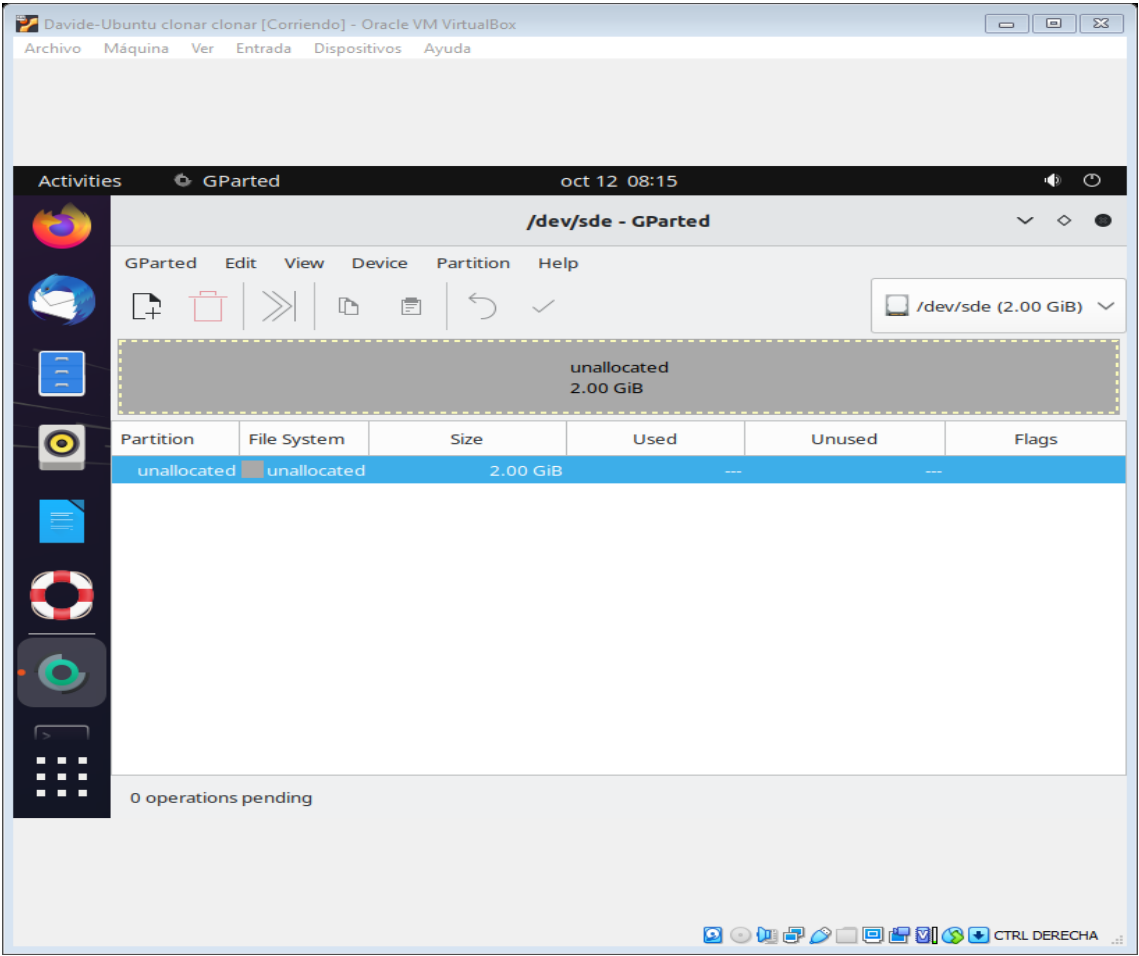 Davide-Ubuntu clonar clonar [Corriendo] - Oracle VM VirtualBox
Archivo Máquina Ver Entrada Dispositivos Ayuda
Activities GParted oct 12 08:15
/dev/sde - GParted
GParted Edit View Device Partition Help
/dev/sde (2.00 GiB)
unallocated
2.00 GiB
Partition File System Size Used Unused Flags
unallocated unallocated 2.00 GiB --- ---
0 operations pending
CTRL DERECHA